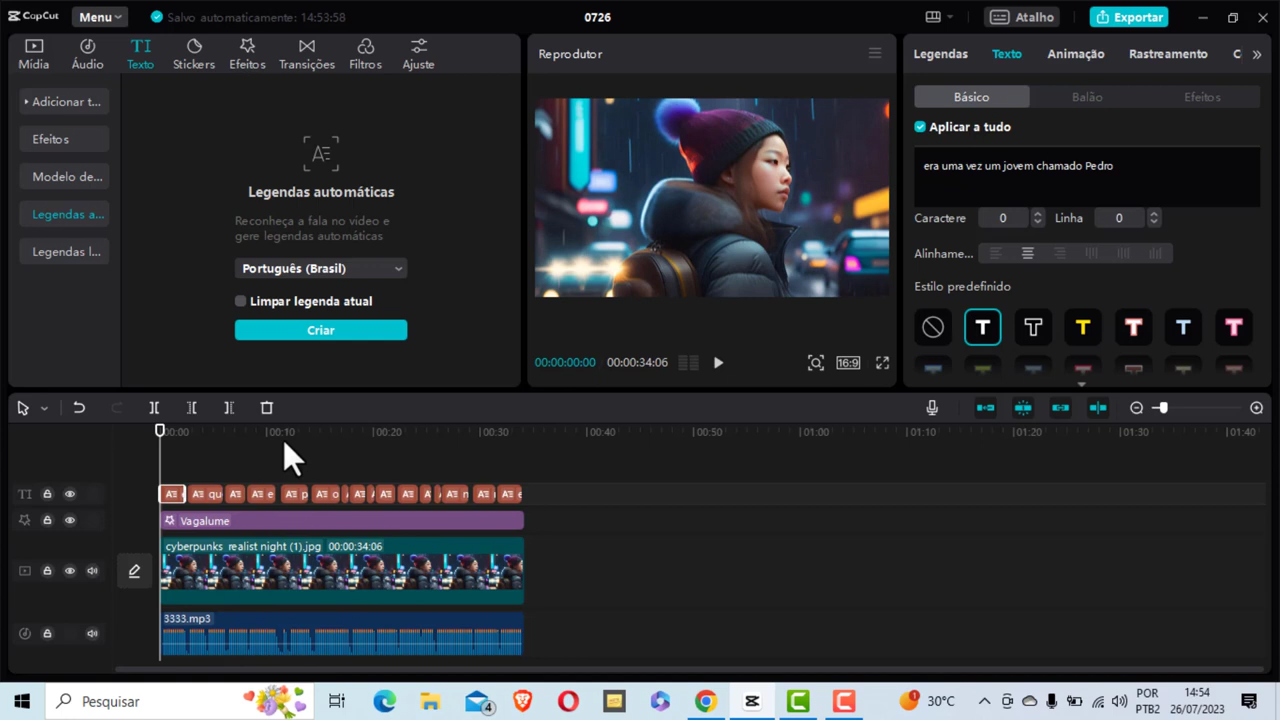 CapCut
Menu
Salvo automaticamente: 14:53:58
0726
Atalho
Exportar
Mídia
Áudio
TI
Texto
Stickers
Efeitos
Transições
Filtros
Ajuste
Adicionar t...
Efeitos
Modelo de...
Legendas a...
Legendas l...
Legendas automáticas
Reconheça a fala no vídeo e
gere legendas automáticas
Português (Brasil)
Limpar legenda atual
Criar
Reprodutor
00:00:00:00
00:00:34:06
16:9
Legendas
Texto
Animação
Rastreamento
Básico
Balão
Efeitos
Aplicar a tudo
era uma vez um jovem chamado Pedro
Caractere
0
Linha
0
Alinhame...
Estilo predefinido
T T T T T T
00:00 00:10 00:20 00:30 00:40 00:50 01:00 01:10 01:20 01:30 01:40
qu
e
p
o
n
e
Vagalume
cyberpunks realist night (1).jpg 00:00:34:06
3333.mp3
Pesquisar
4
1
30°C
POR
PTB2
14:54
26/07/2023